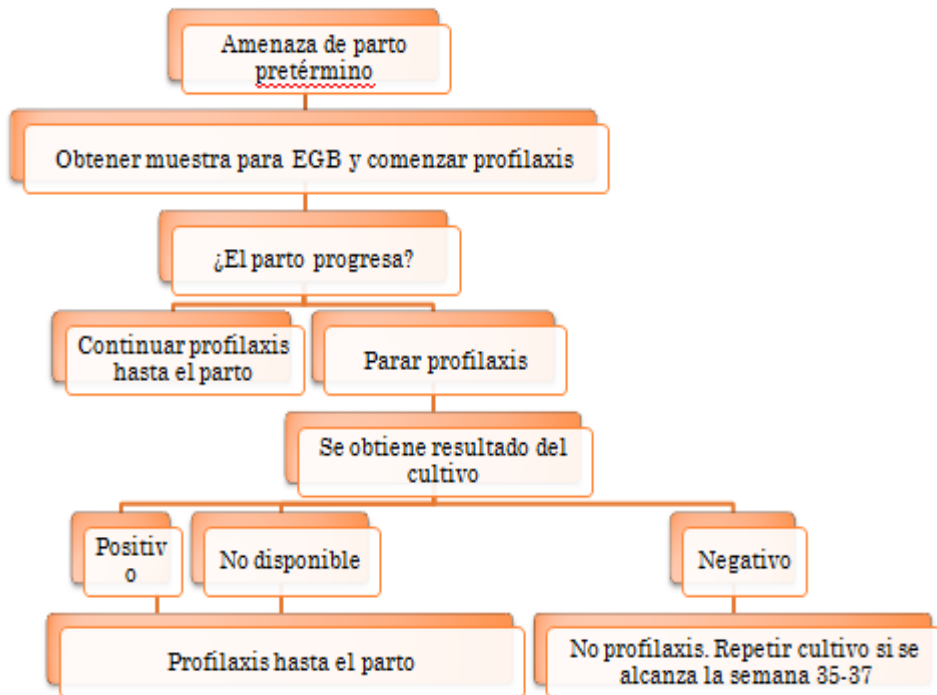 Amenaza de parto
pretérmino
Obtener muestra para EGB y comenzar profilaxis
¿El parto progresa?
Continuar profilaxis
hasta el parto
Parar profilaxis
Se obtiene resultado del
cultivo
Positiv
o
No disponible
Negativo
Profilaxis hasta el parto
No profilaxis. Repetir cultivo si se
alcanza la semana 35-37